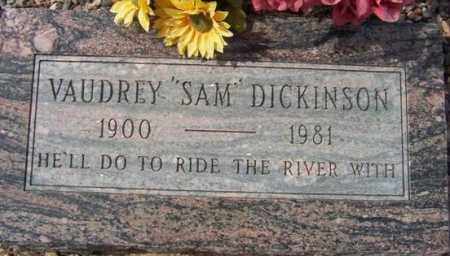 VAUDREY "SAM" DICKINSON
1900 — 1981
HE'LL DO TO RIDE THE RIVER WITH